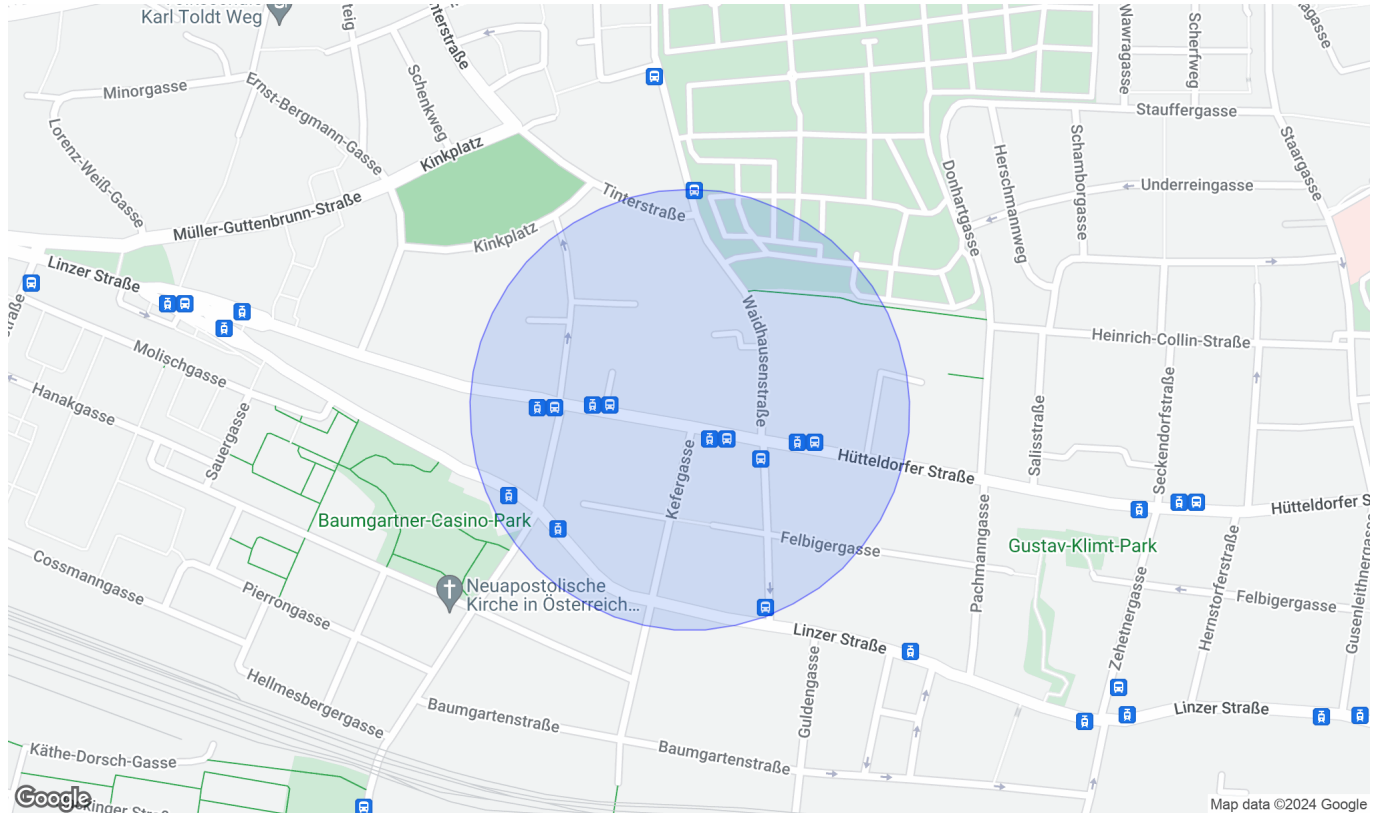 Karl Toldt Weg
Wawragasse
Scherfweg
Schenkweg
Minorgasse
Ernst-Bergmann-Gasse
Lorenz-Weiß-Gasse
Kinkplatz
Stauffergasse
Staargasse
Schamborgasse
Herschmannweg
Donhartgasse
Underreingasse
Tinterstraße
Müller-Guttenbrunn-Straße
Kinkplatz
Linzer Straße
Waidhausenstraße
Heinrich-Collin-Straße
Molischgasse
Hanakgasse
Sauergasse
Salisstraße
Seckendorfstraße
Kefergasse
Hütteldorfer Straße
Hütteldorfer S
Baumgartner-Casino-Park
Felbigergasse
Gustav-Klimt-Park
Pachmanngasse
Cossmanngasse
Pierrongasse
Neuapostolische
Kirche in Österreich...
Zehetnergasse
Hernstorferstraße
Felbigergasse
Gusenleithnergasse
Linzer Straße
Guldengasse
Hellmesbergergasse
Baumgartenstraße
Linzer Straße
Baumgartenstraße
Käthe-Dorsch-Gasse
Google
Map data ©2024 Google